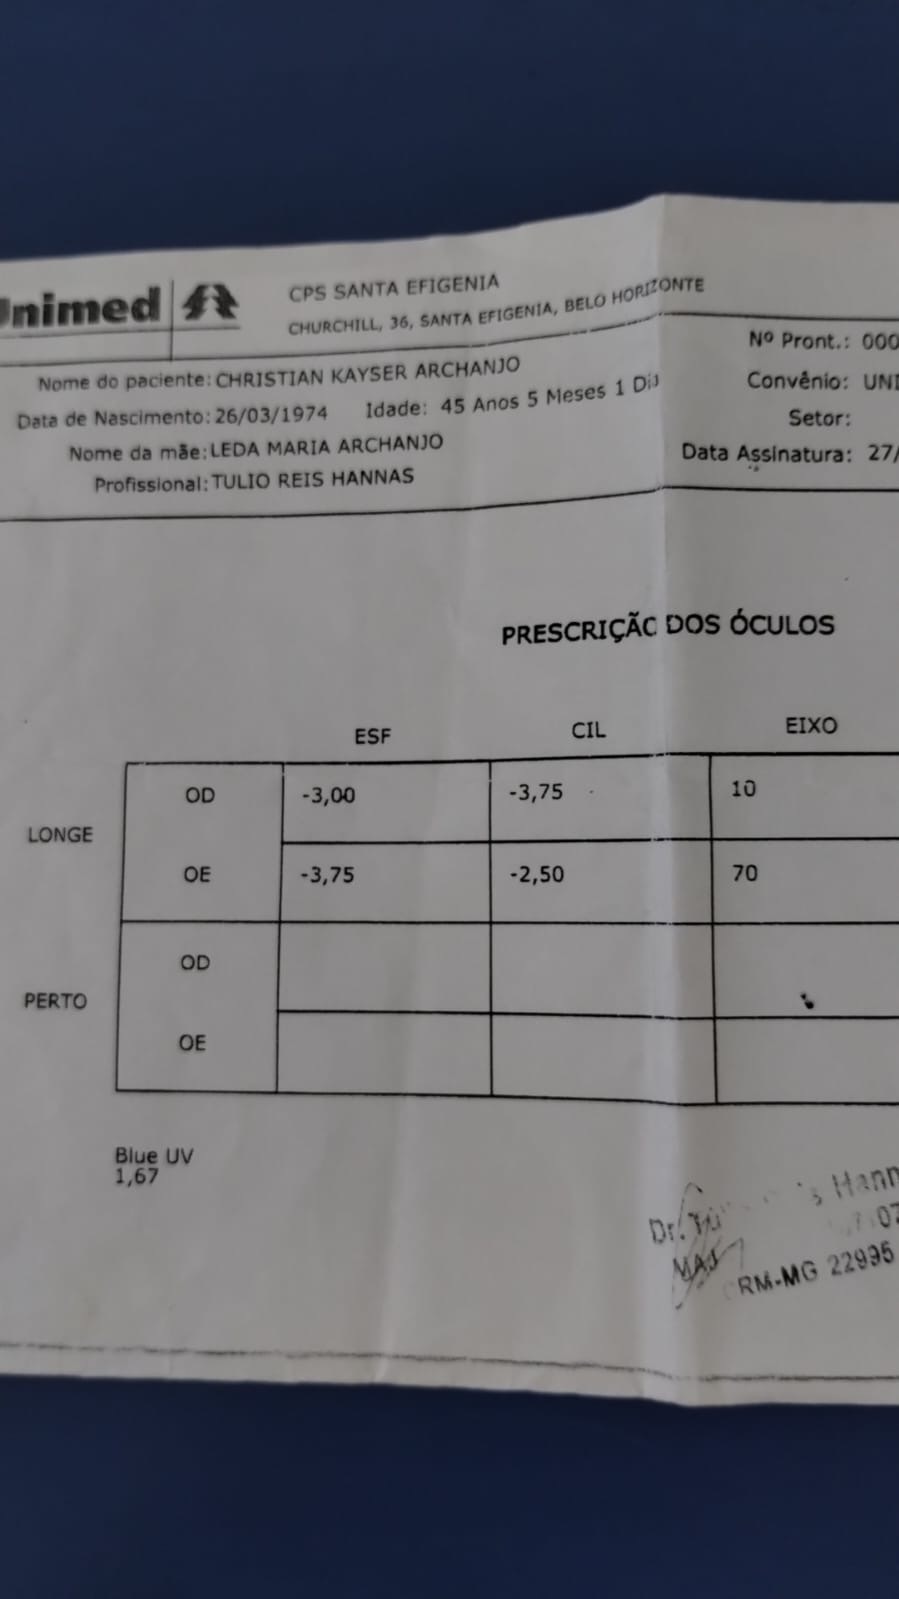 Unimed
CPS SANTA EFIGENIA
CHURCHILL, 36, SANTA EFIGENIA, BELO HORIZONTE
Nome do paciente: CHRISTIAN KAYSER ARCHANJO
Nº Pront.: 000
Data de Nascimento: 26/03/1974 Idade: 45 Anos 5 Meses 1 Dia
Convênio: UNI
Nome da mãe: LEDA MARIA ARCHANJO
Setor:
Profissional: TULIO REIS HANNAS
Data Assinatura: 27/
PRESCRIÇÃO DOS ÓCULOS
ESF CIL EIXO
LONGE
OD -3,00 -3,75 10
OE -3,75 -2,50 70
PERTO
OD
OE
Blue UV
1,67
Dr. Hann
07
CRM-MG 22995